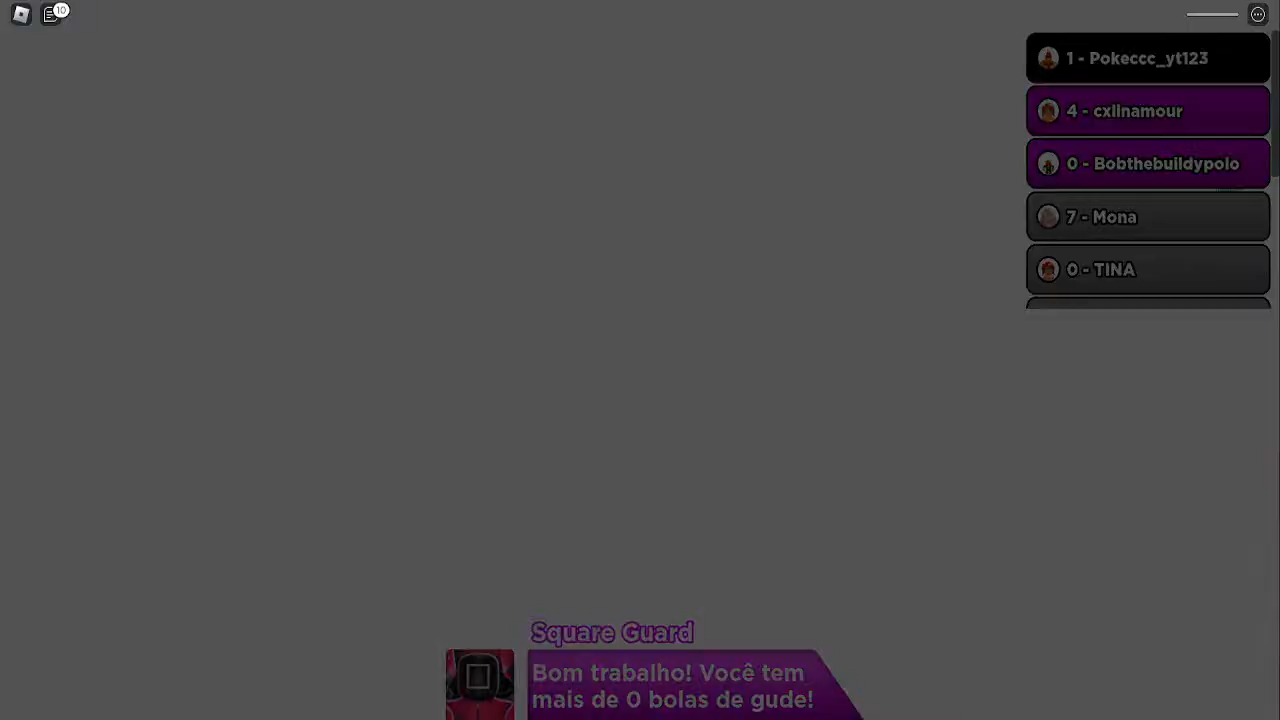 10
1 - Pokeccc_yt123
4 - cxlinamour
0 - Bobthebuildypolo
7 - Mona
0 - TINA
Square Guard
Bom trabalho! Você tem
mais de 0 bolas de gude!